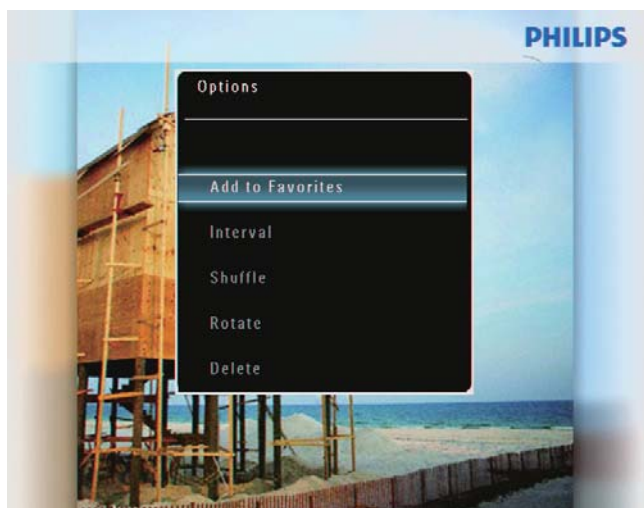 PHILIPS
Options
Add to Favorites
Interval
Shuffle
Rotate
Delete